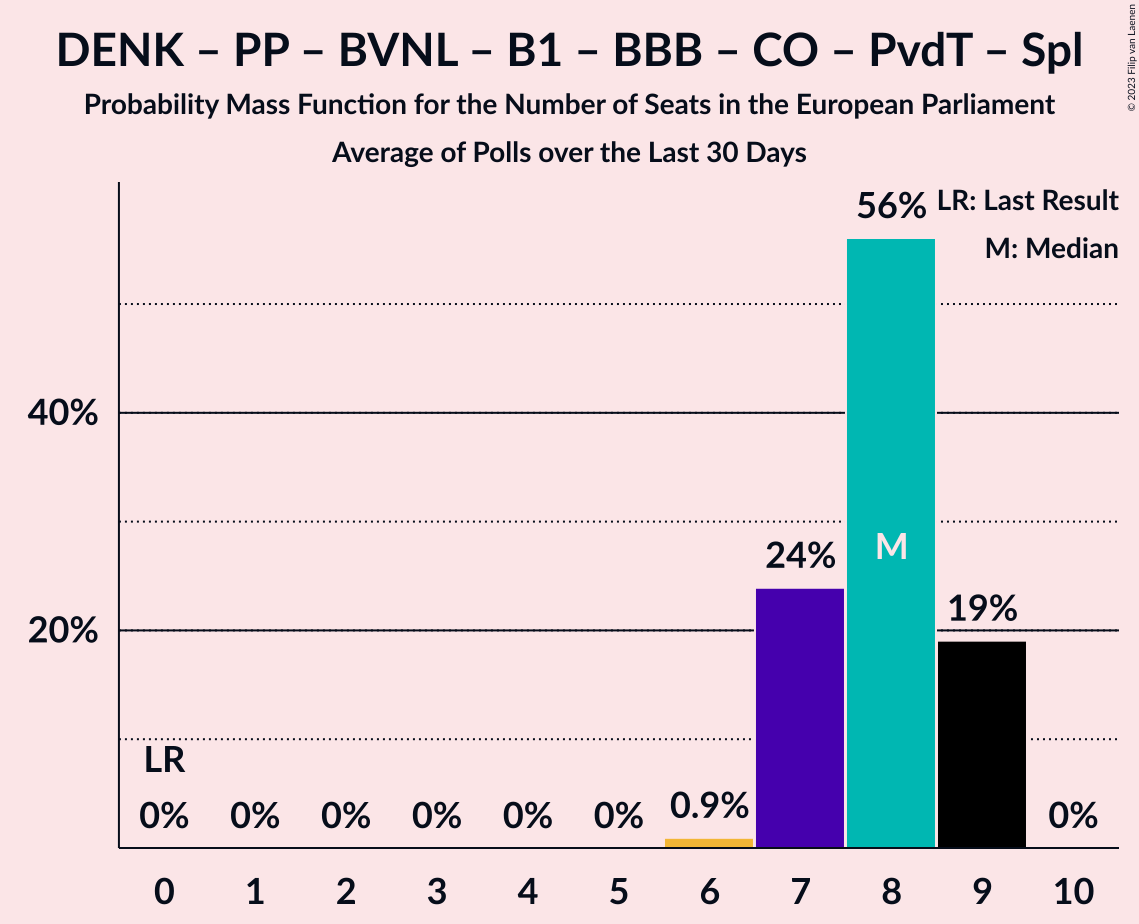 DENK – PP – BVNL – B1 – BBB – CO – PvdT – Spl
Probability Mass Function for the Number of Seats in the European Parliament
Average of Polls over the Last 30 Days
© 2023 Filip van Laenen
LR: Last Result
M: Median
56%
40%
M
24%
19%
20%
LR
0% 0% 0% 0% 0% 0% 0.9% 0%
0 1 2 3 4 5 6 7 8 9 10